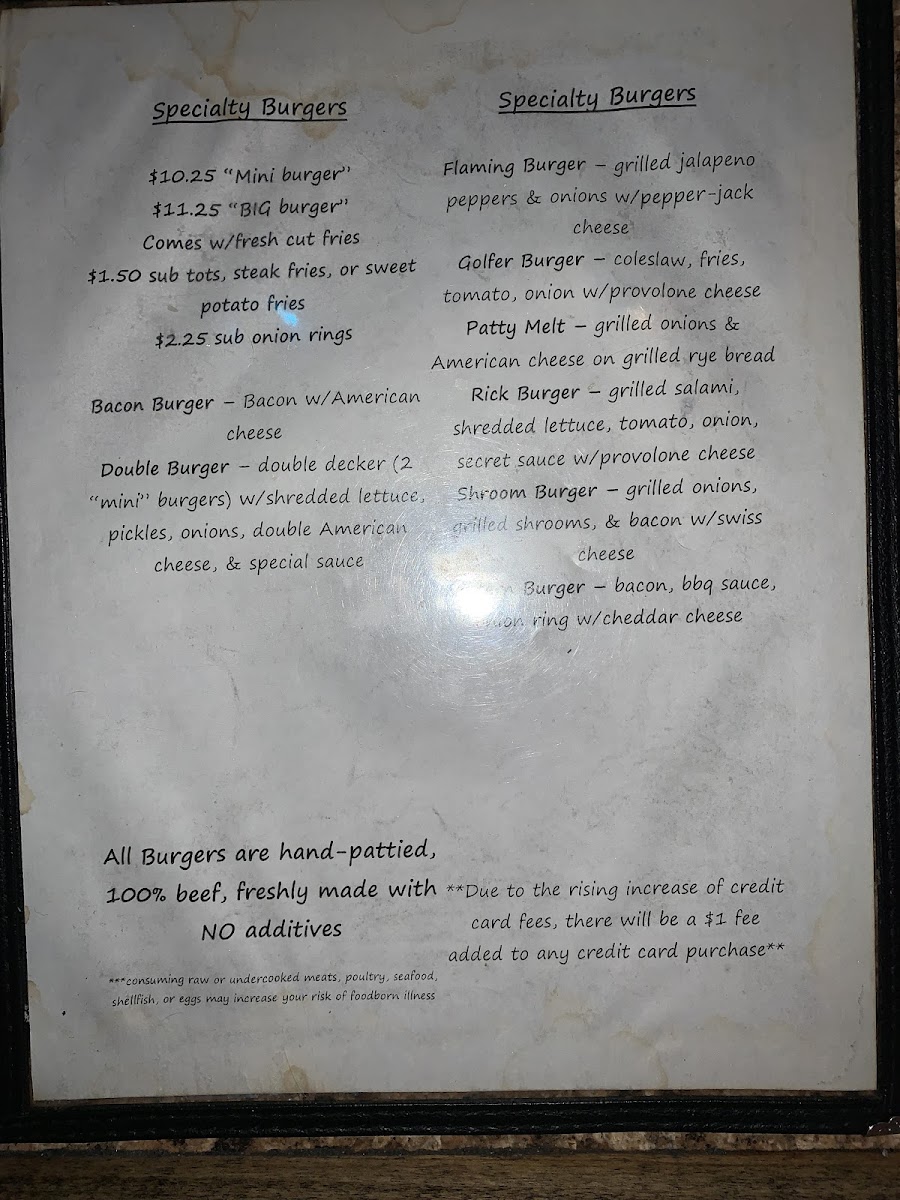 Specialty Burgers
$10.25 “Mini burger”
$11.25 “BIG burger”
Comes w/fresh cut fries
$1.50 sub tots, steak fries, or sweet
potato fries
$2.25 sub onion rings
Bacon Burger – Bacon w/American
cheese
Double Burger – double decker (2
“mini” burgers) w/shredded lettuce,
pickles, onions, double American
cheese, & special sauce
All Burgers are hand-pattied,
100% beef, freshly made with
NO additives
***consuming raw or undercooked meats, poultry, seafood,
shellfish, or eggs may increase your risk of foodborn illness
Specialty Burgers
Flaming Burger – grilled jalapeno
peppers & onions w/pepper-jack
cheese
Golfer Burger – coleslaw, fries,
tomato, onion w/provolone cheese
Patty Melt – grilled onions &
American cheese on grilled rye bread
Rick Burger – grilled salami,
shredded lettuce, tomato, onion,
secret sauce w/provolone cheese
Shroom Burger – grilled onions,
grilled shrooms, & bacon w/swiss
cheese
Burger – bacon, bbq sauce,
onion ring w/cheddar cheese
**Due to the rising increase of credit
card fees, there will be a $1 fee
added to any credit card purchase**